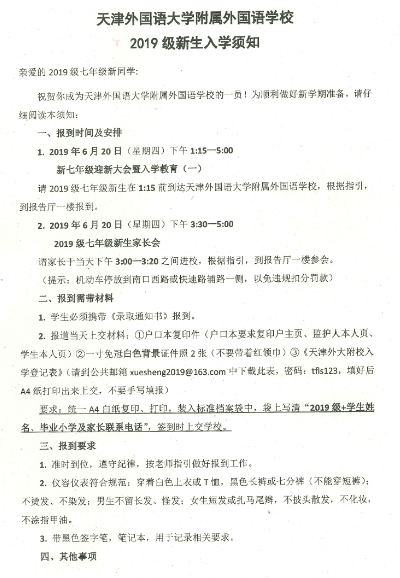 天津外国语大学附属外国语学校
2019 级新生入学须知
亲爱的 2019 级七年级新同学:
祝贺你成为天津外国语大学附属外国语学校的一员！为顺利做好新学期准备，请仔
细阅读本须知：
一、报到时间及安排
1. 2019 年 6 月 20 日（星期四）下午 1:15—5:00
新七年级迎新大会暨入学教育（一）
请 2019 级七年级新生在 1:15 前到达天津外国语大学附属外国语学校，根据指引，
到报告厅一楼报到。
2. 2019 年 6 月 20 日（星期四）下午 3:30—5:00
2019 级七年级新生家长会
请家长于当天下午 3:00—3:20 之间进校，根据指引，到报告厅一楼参会。
（提示：机动车停放到南口西路或快速路辅路一侧，以免违规扣分罚款）
二、报到需带材料
1. 学生必须携带《录取通知书》报到。
2. 报道当天上交材料：①户口本复印件（户口本要求复印户主页、监护人本人页、
学生本人页）②一寸免冠白色背景证件照 2 张（不要带着红领巾）③《天津外大附校入
学登记表》（请到公共邮箱 xuesheng2019@163.com 中下载此表，密码：tfls123，填好后
A4 纸打印出来上交，不要手写填报）
要求：统一 A4 白纸复印、打印，装入标准档案袋中，袋上写清“2019 级+学生姓
名、毕业小学及家长联系电话”，签到时上交学校。
三、报到要求
1. 准时到位，遵守纪律，按老师指引做好报到工作。
2. 仪容仪表符合规范：穿着白色上衣或 T 恤，黑色长裤或七分裤（不能穿短裤）；
不烫发、不染发；男生不留长发、怪发；女生短发或扎马尾辫，不披头散发，不化妆，
不涂指甲油。
3. 带黑色签字笔，笔记本，用于记录相关要求。
四、其他事项